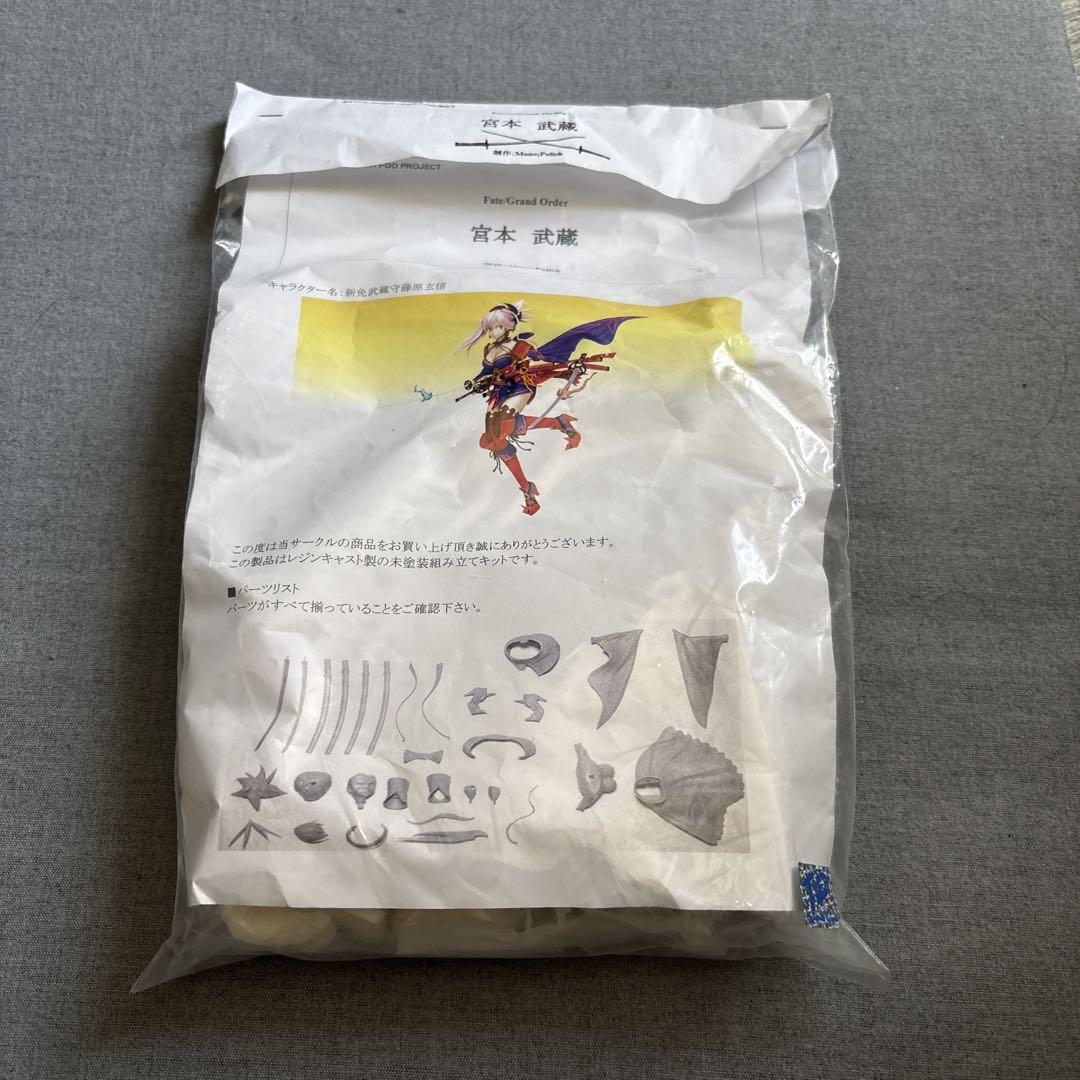 PROJECT
Fate/Grand Order
宮本 武蔵
制作:Mono;Polish
FGO PROJECT
Fate/Grand Order
宮本 武蔵
キャラクター名:新免武蔵守藤原玄信
この度は当サークルの商品をお買い上げ頂き誠にありがとうございます。
この製品はレジンキャスト製の未塗装組み立てキットです。
■パーツリスト
パーツがすべて揃っていることをご確認下さい。